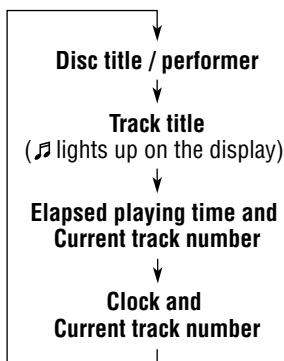 Disc title / performer
Track title
(♫ lights up on the display)
Elapsed playing time and
Current track number
Clock and
Current track number